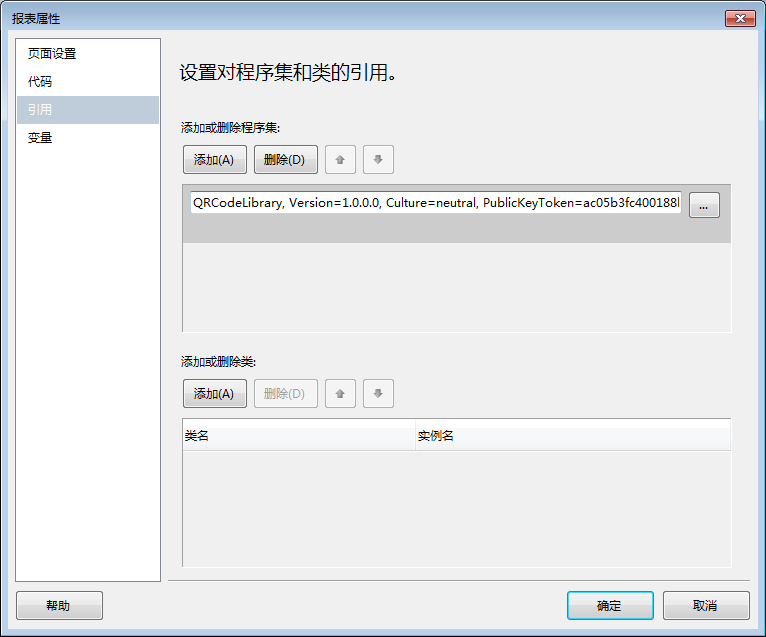 报表属性
页面设置
代码
引用
变量
设置对程序集和类的引用。
添加或删除程序集:
添加(A) 删除(D)
QRCodeLibrary, Version=1.0.0.0, Culture=neutral, PublicKeyToken=ac05b3fc400188
...
添加或删除类:
添加(A) 删除(D)
类名 实例名
帮助 确定 取消